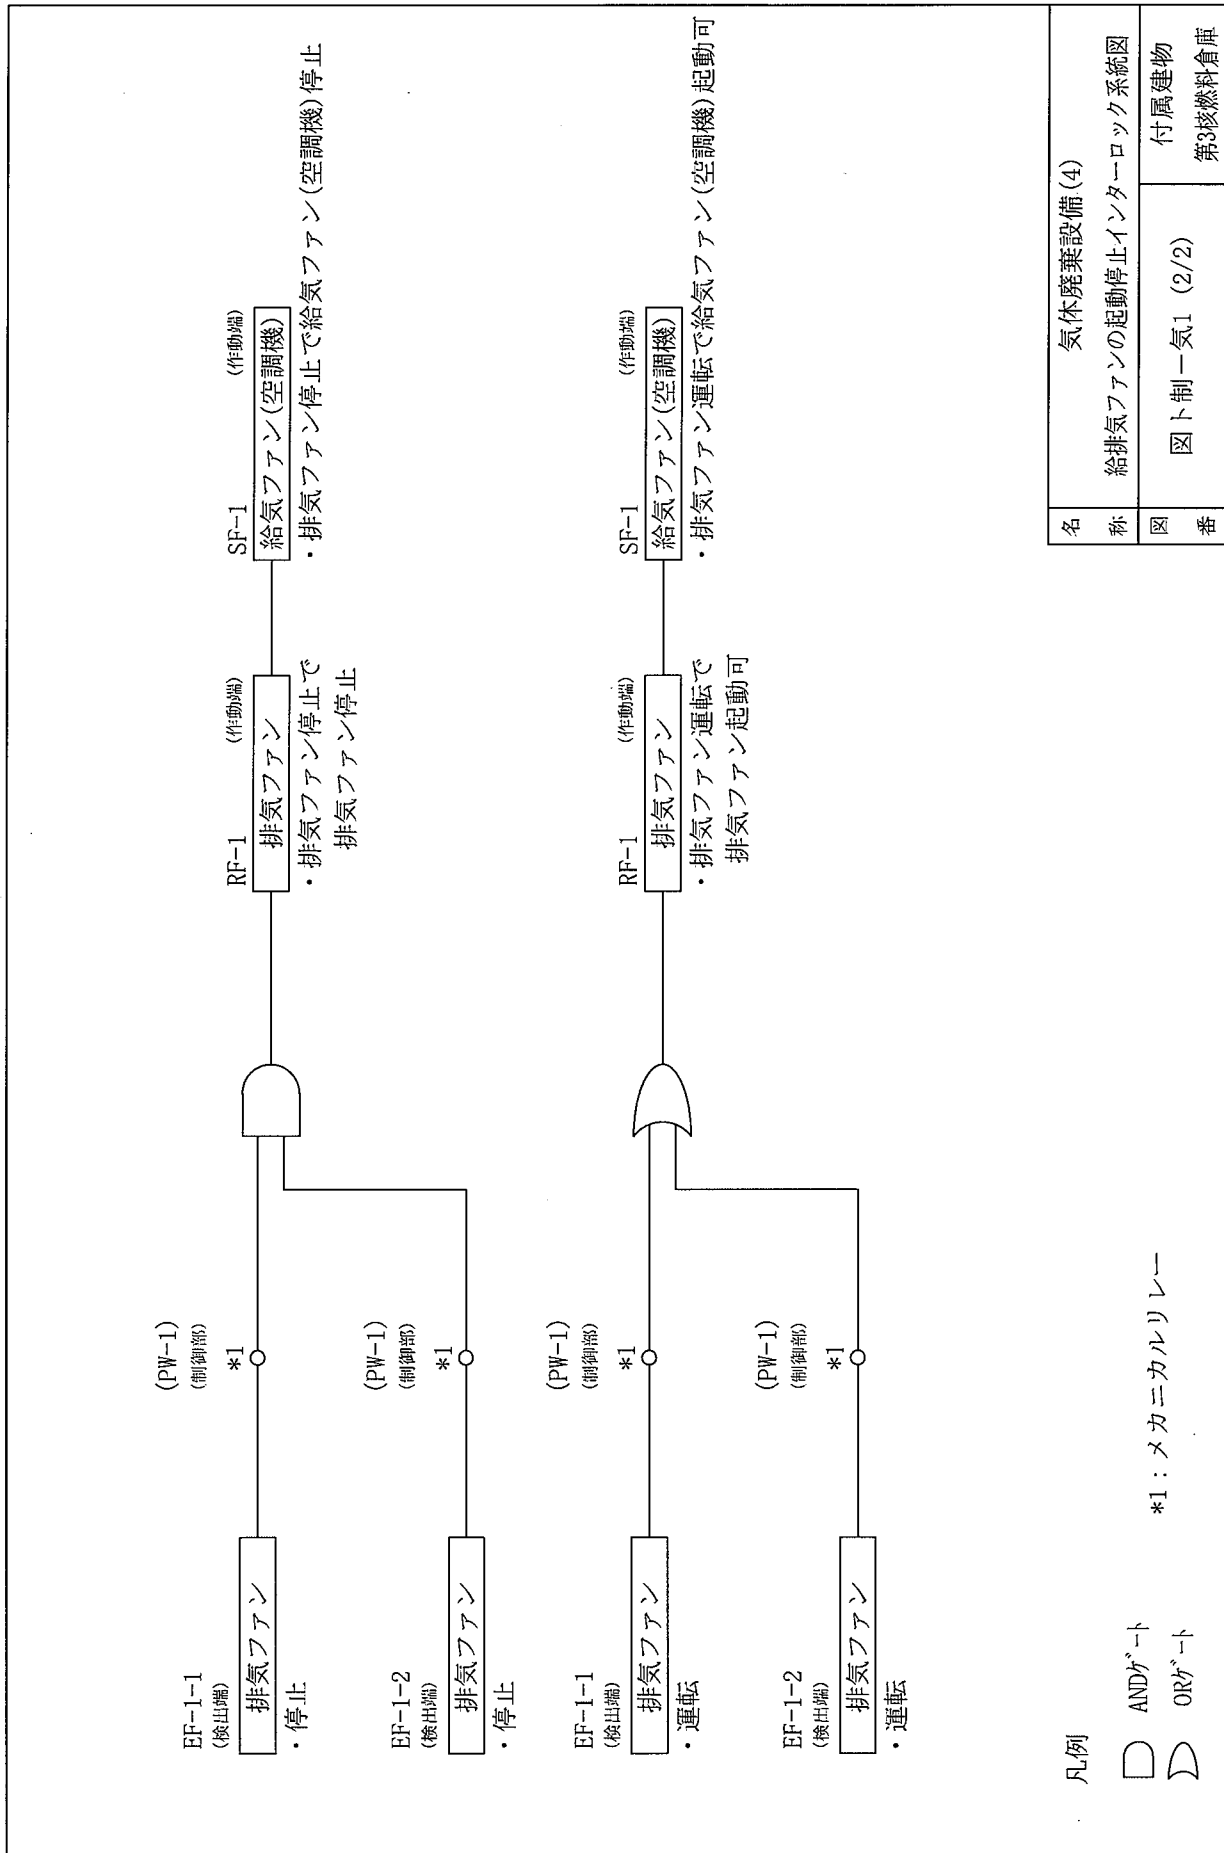 EF-1-1
(検出端)
排気ファン
・停止
(PW-1)
(制御部)
*1
EF-1-2
(検出端)
排気ファン
・停止
(PW-1)
(制御部)
*1
RF-1
(作動端)
排気ファン
・排気ファン停止で
排気ファン停止
SF-1
(作動端)
給気ファン(空調機)
・排気ファン停止で給気ファン(空調機)停止
EF-1-1
(検出端)
排気ファン
・運転
(PW-1)
(制御部)
*1
EF-1-2
(検出端)
排気ファン
・運転
(PW-1)
(制御部)
*1
RF-1
(作動端)
排気ファン
・排気ファン運転で
排気ファン起動可
SF-1
(作動端)
給気ファン(空調機)
・排気ファン運転で給気ファン(空調機)起動可
凡例
ANDゲート
ORゲート
*1:メカニカルリレー
名称
気体廃棄設備(4)
給排気ファンの起動停止インターロック系統図
図番
図ト制-気1 (2/2)
付属建物
第3核燃料倉庫